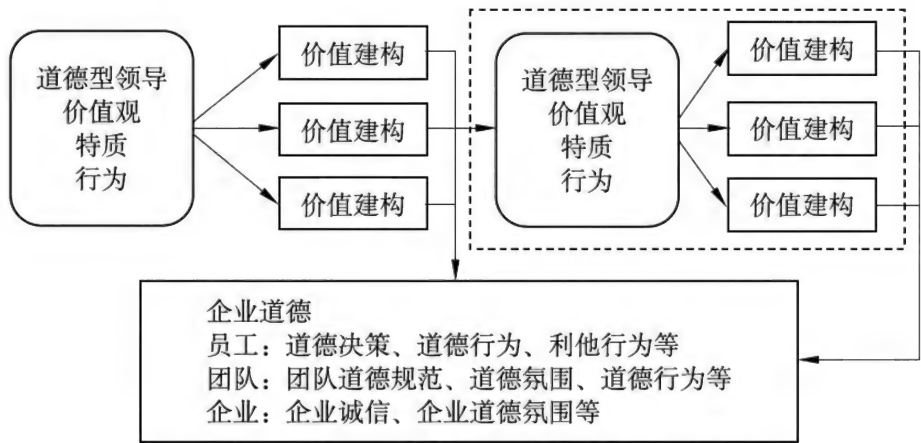 道德型领导
价值观
特质
行为
价值建构
价值建构
价值建构
道德型领导
价值观
特质
行为
价值建构
价值建构
价值建构
企业道德
员工：道德决策、道德行为、利他行为等
团队：团队道德规范、道德氛围、道德行为等
企业：企业诚信、企业道德氛围等